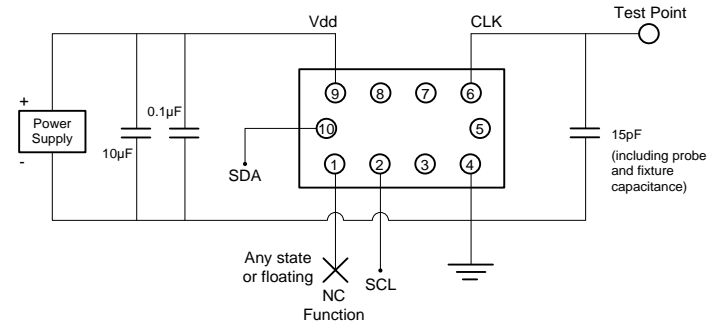 Test Point
Vdd
CLK
+
Power
Supply
-
10µF
0.1µF
9
8
7
6
10
5
1
2
3
4
SDA
15pF
(including probe
and fixture
capacitance)
Any state
or floating
NC
Function
SCL